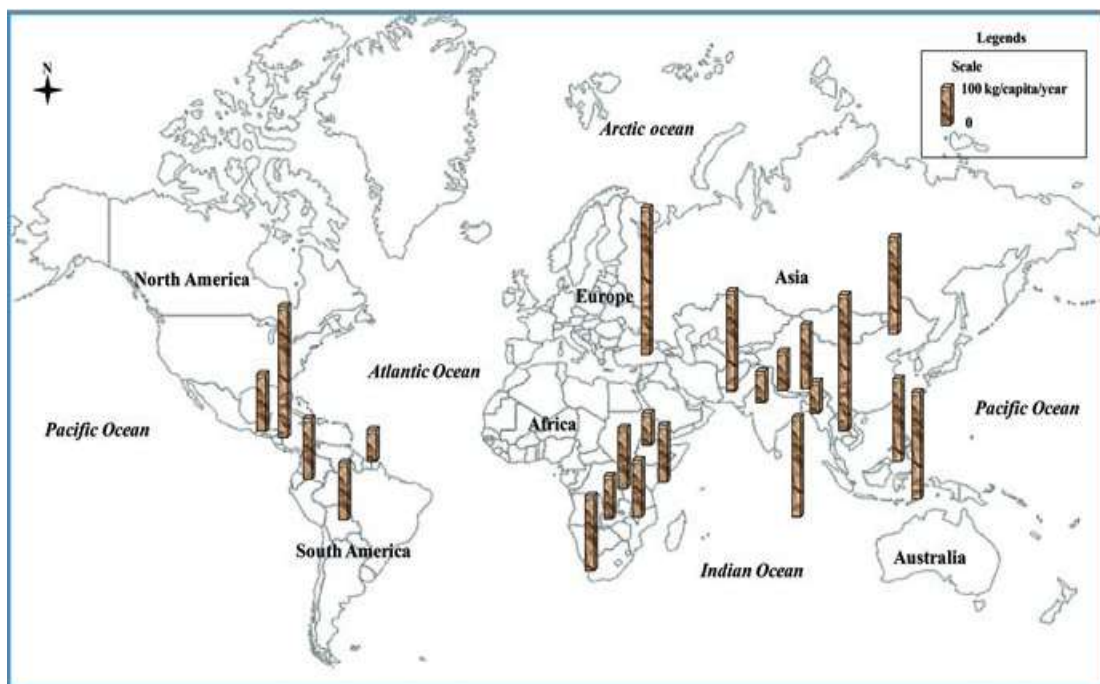 Legends
Scale
100 kg/capita/year
0
N
Arctic ocean
North America
Europe
Asia
Atlantic Ocean
Pacific Ocean
Africa
Pacific Ocean
South America
Indian Ocean
Australia